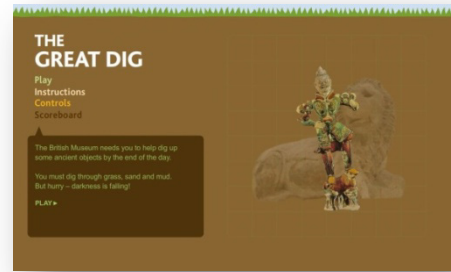 THE
GREAT DIG
Play
Instructions
Controls
Scoreboard
The British Museum needs you to help dig up
some ancient objects by the end of the day.
You must dig through grass, sand and mud.
But hurry – darkness is falling!
PLAY ▸